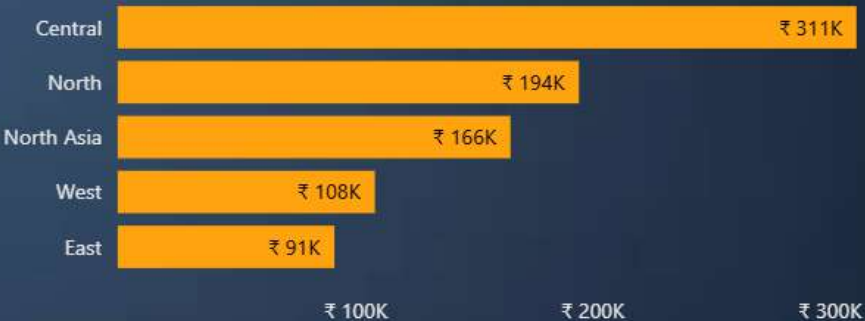 Central ₹ 311K
North ₹ 194K
North Asia ₹ 166K
West ₹ 108K
East ₹ 91K
₹ 100K ₹ 200K ₹ 300K